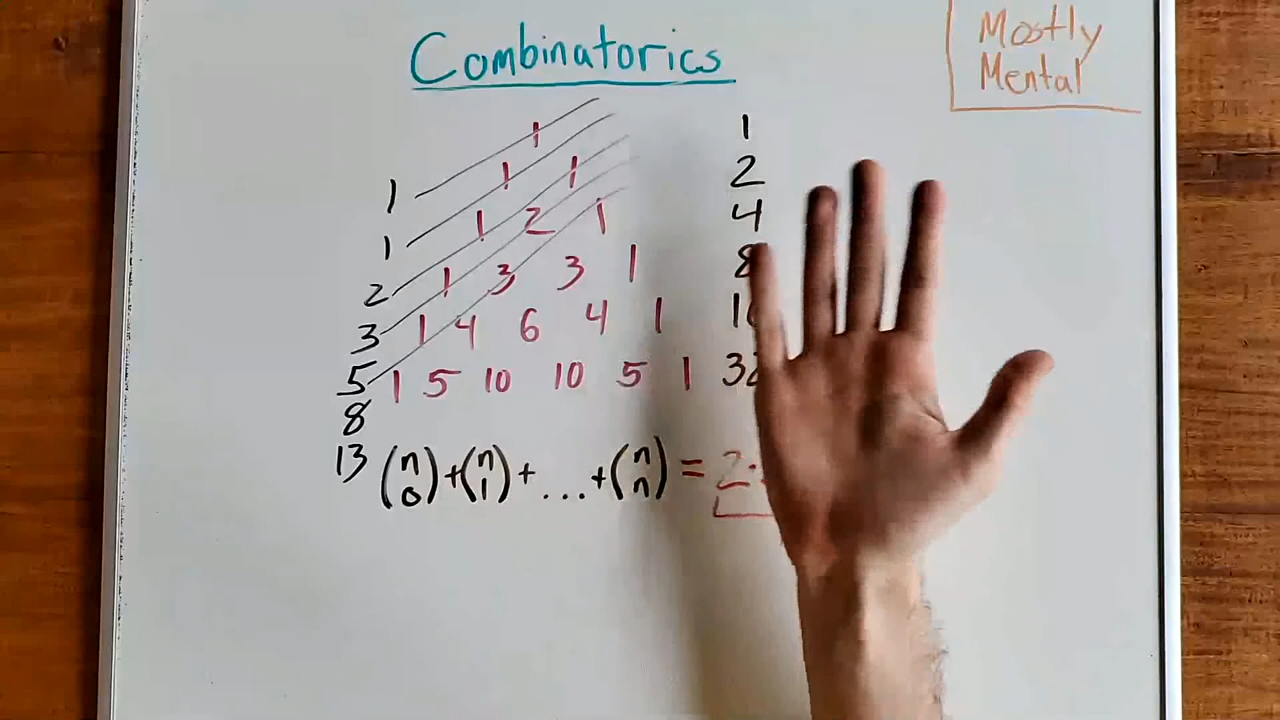 Combinatorics
Mostly
Mental
1 1
1 1 1 2
1 1 2 1 4
2 1 3 3 1 8
3 1 4 6 4 1
5 1 5 10 10 5 1
8
13 (n 0) + (n 1) + ... + (n n) =